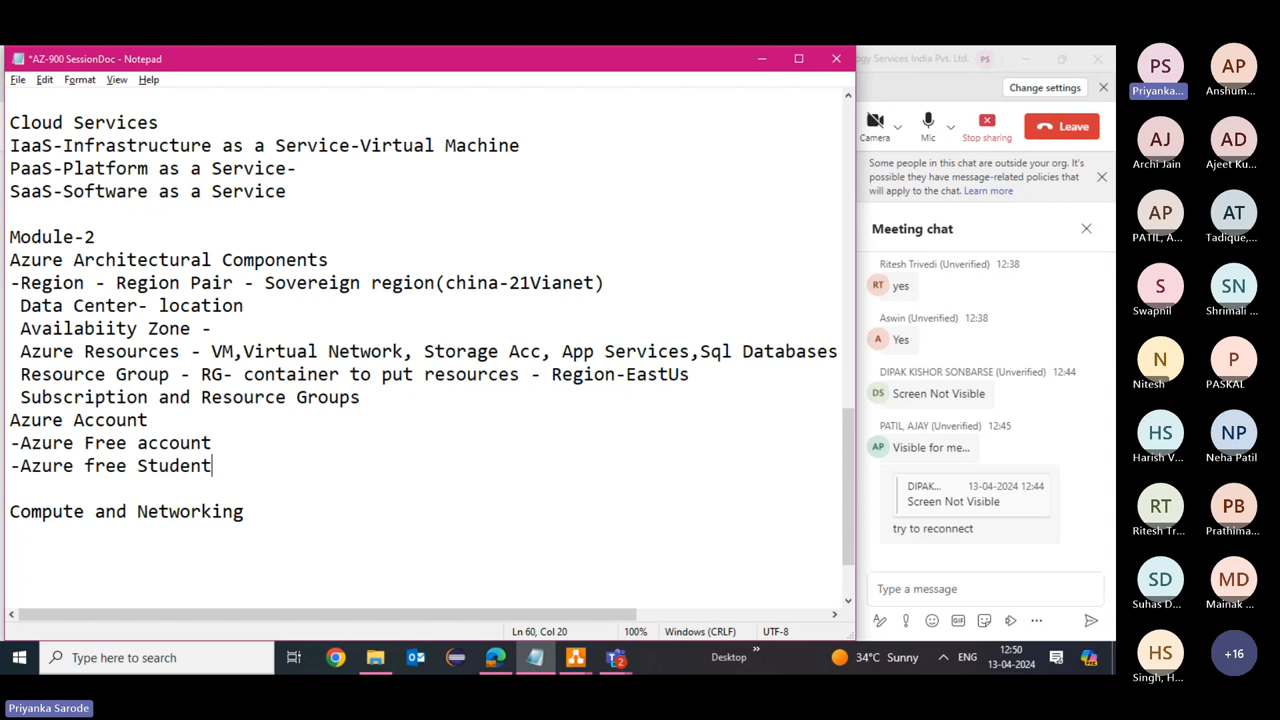 *AZ-900 SessionDoc - Notepad
File Edit Format View Help
Cloud Services
IaaS-Infrastructure as a Service-Virtual Machine
PaaS-Platform as a Service-
SaaS-Software as a Service
Module-2
Azure Architectural Components
-Region - Region Pair - Sovereign region(china-21Vianet)
Data Center- location
Availabiity Zone -
Azure Resources - VM,Virtual Network, Storage Acc, App Services,Sql Databases
Resource Group - RG- container to put resources - Region-EastUs
Subscription and Resource Groups
Azure Account
-Azure Free account
-Azure free Student
Compute and Networking
Ln 60, Col 20 100% Windows (CRLF) UTF-8
ogy Services India Pvt. Ltd. PS
Change settings
Camera Mic Stop sharing Leave
Some people in this chat are outside your org. It's
possible they have message-related policies that
will apply to the chat. Learn more
Meeting chat
Ritesh Trivedi (Unverified) 12:38
RT yes
Aswin (Unverified) 12:38
A Yes
DIPAK KISHOR SONBARSE (Unverified) 12:44
DS Screen Not Visible
PATIL, AJAY (Unverified) 12:45
AP Visible for me...
DIPAK... 13-04-2024 12:44
Screen Not Visible
try to reconnect
Type a message
GIF
PS AP
Priyanka... Anshum...
AJ AD
Archi Jain Ajeet Ku...
AP AT
PATIL, A... Tadique,...
S SN
Swapnil Shrimali ...
N P
Nitesh PASKAL
HS NP
Harish V... Neha Patil
RT PB
Ritesh Tr... Prathima...
SD MD
Suhas D... Mainak ...
HS +16
Singh, H...
Type here to search
2
Desktop
34°C Sunny
ENG
12:50
13-04-2024
Priyanka Sarode